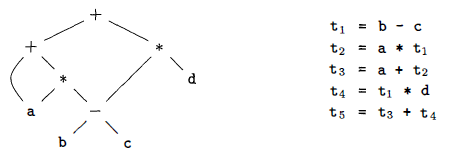 +
+ *
* d
a −
b c
t₁ = b - c
t₂ = a * t₁
t₃ = a + t₂
t₄ = t₁ * d
t₅ = t₃ + t₄